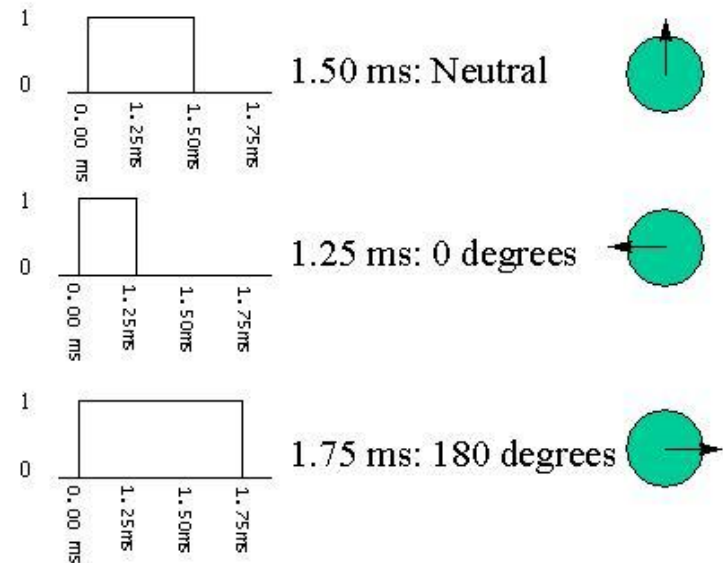 1
0
0.00 ms
1.25ms
1.50ms
1.75ms
1.50 ms: Neutral
1
0
0.00 ms
1.25ms
1.50ms
1.75ms
1.25 ms: 0 degrees
1
0
0.00 ms
1.25ms
1.50ms
1.75ms
1.75 ms: 180 degrees